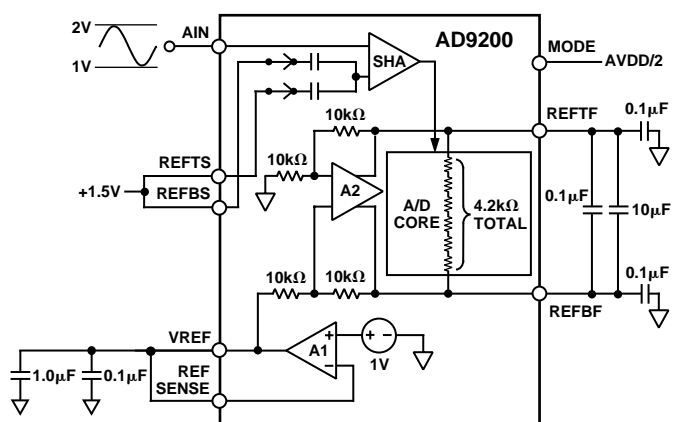 2V
1V
AIN
AD9200
SHA
MODE
AVDD/2
10kΩ
REFTF
0.1µF
REFTS
10kΩ
REFBS
+1.5V
A2
A/D
CORE
4.2kΩ
TOTAL
0.1µF
10µF
10kΩ
10kΩ
0.1µF
REFBF
VREF
A1
+
−
+ −
1V
1.0µF
0.1µF
REF
SENSE